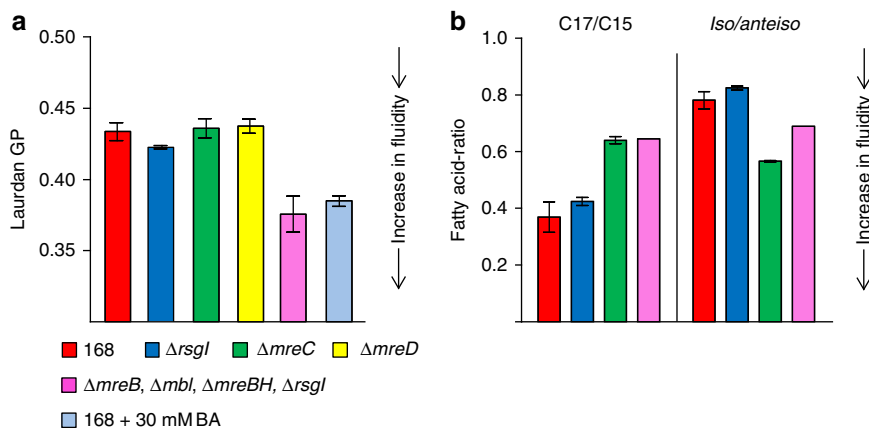 a
0.50
0.45
0.40
0.35
Laurdan GP
Increase in fluidity
168
ΔrsgI
ΔmreC
ΔmreD
ΔmreB, Δmbl, ΔmreBH, ΔrsgI
168 + 30 mM BA
b
C17/C15
Iso/anteiso
1.0
0.8
0.6
0.4
0.2
Fatty acid-ratio
Increase in fluidity